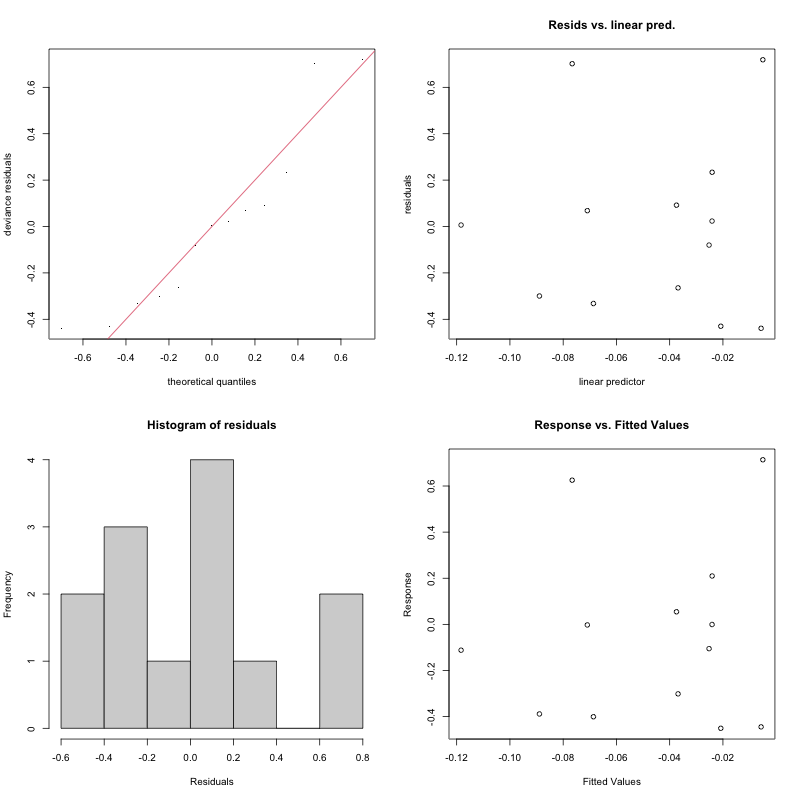 deviance residuals
-0.4 -0.2 0.0 0.2 0.4 0.6
-0.6 -0.4 -0.2 0.0 0.2 0.4 0.6
theoretical quantiles
Resids vs. linear pred.
residuals
-0.4 -0.2 0.0 0.2 0.4 0.6
-0.12 -0.10 -0.08 -0.06 -0.04 -0.02
linear predictor
Histogram of residuals
Frequency
0 1 2 3 4
-0.6 -0.4 -0.2 0.0 0.2 0.4 0.6 0.8
Residuals
Response vs. Fitted Values
Response
-0.4 -0.2 0.0 0.2 0.4 0.6
-0.12 -0.10 -0.08 -0.06 -0.04 -0.02
Fitted Values